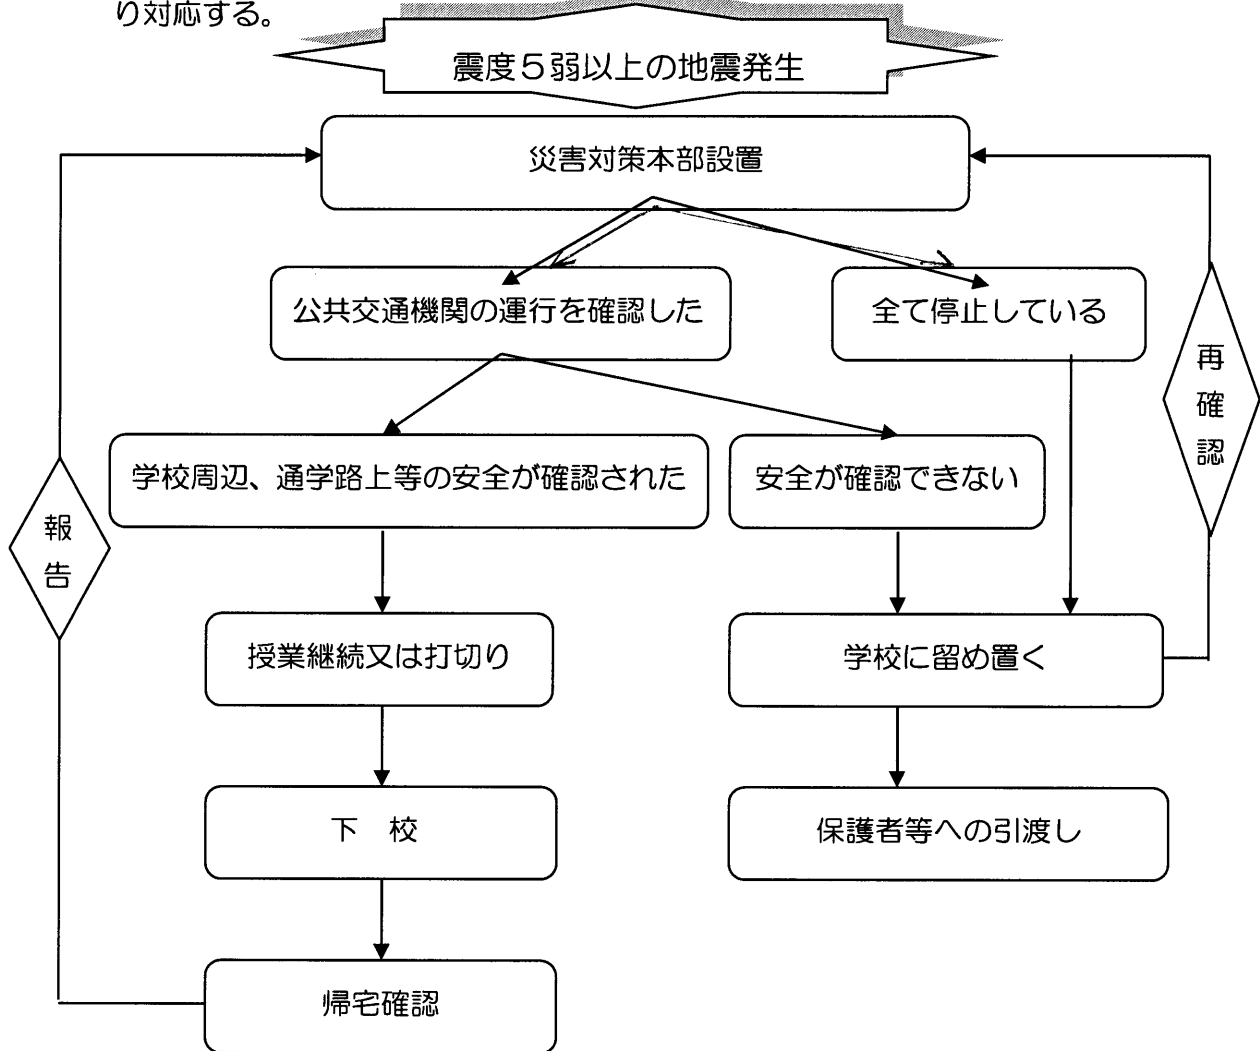 り対応する。
震度５弱以上の地震発生
災害対策本部設置
公共交通機関の運行を確認した
全て停止している
再確認
学校周辺、通学路上等の安全が確認された
安全が確認できない
報告
授業継続又は打切り
学校に留め置く
下　校
保護者等への引渡し
帰宅確認